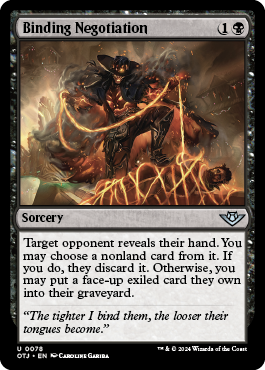 Binding Negotiation 1
Sorcery
Target opponent reveals their hand. You
may choose a nonland card from it. If
you do, they discard it. Otherwise, you
may put a face-up exiled card they own
into their graveyard.
“The tighter I bind them, the looser their
tongues become.”
U 0078
OTJ • EN Caroline Gariba
™ & © 2024 Wizards of the Coast